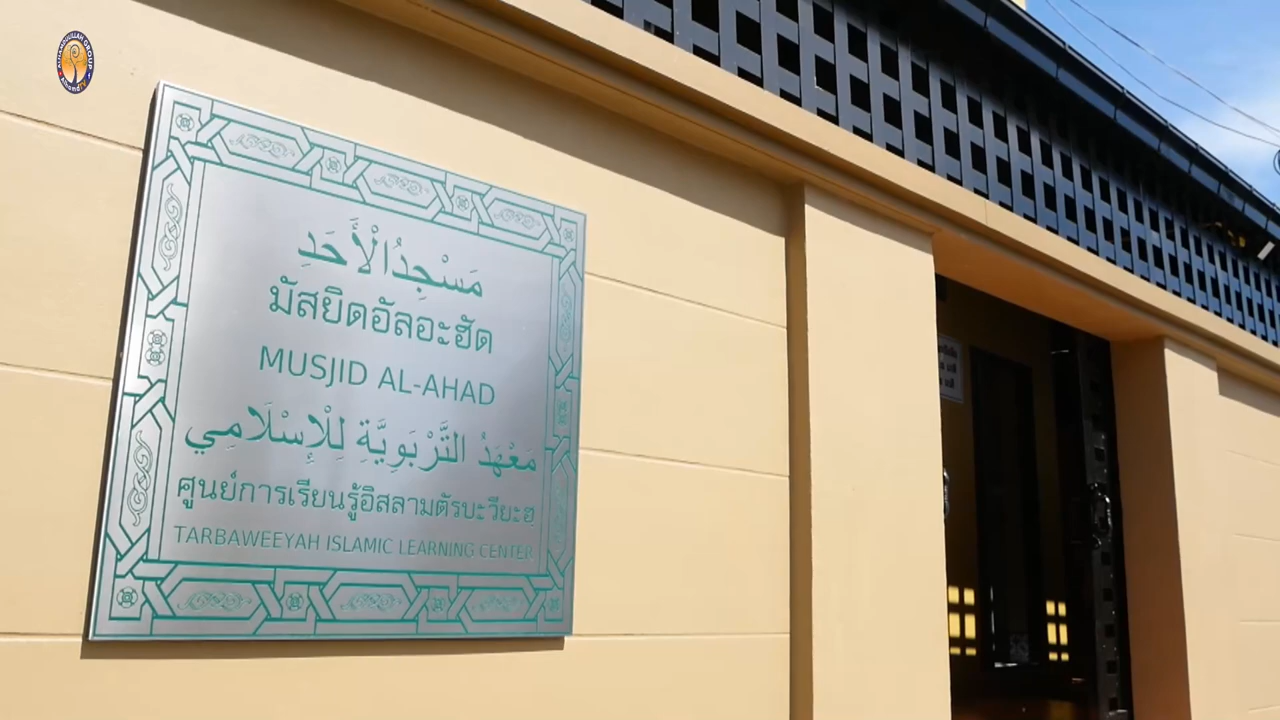 مَسْجِدُالْأَحَدِ
มัสยิดอัลอะฮัด
MUSJID AL-AHAD
مَعْهَدُ التَّرْبَوِيَّةِ لِلْإِسْلَامِي
ศูนย์การเรียนรู้อิสลามตัรบะวียะฮ
TARBAWEEYAH ISLAMIC LEARNING CENTER